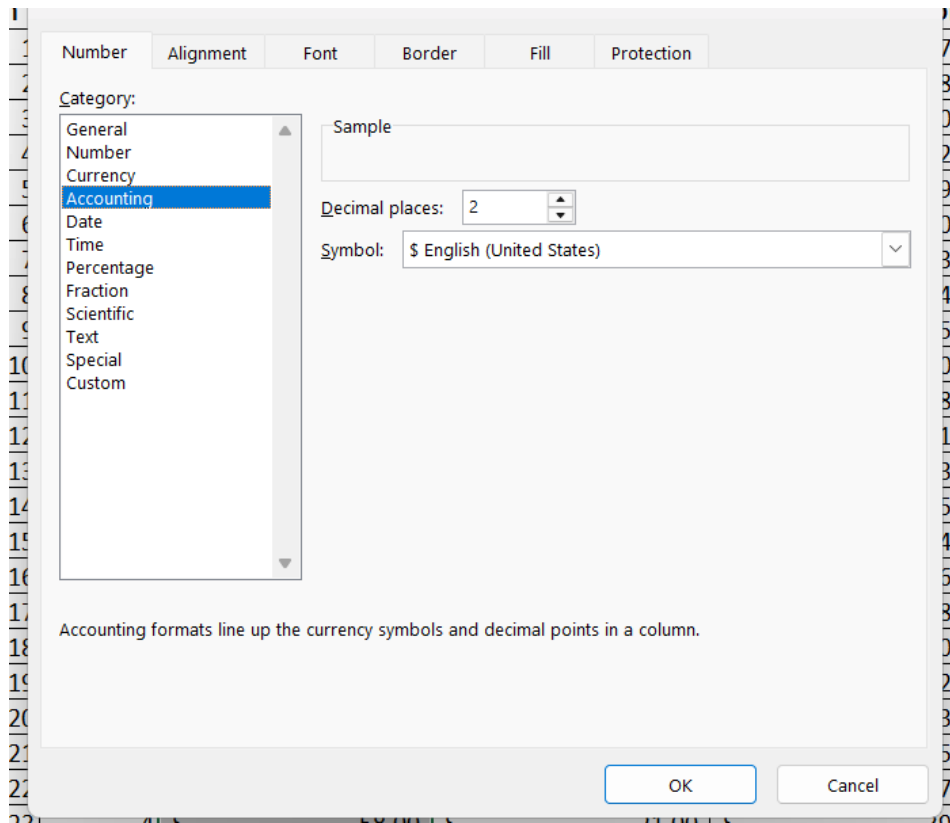 Number Alignment Font Border Fill Protection
Category:
General
Number
Currency
Accounting
Date
Time
Percentage
Fraction
Scientific
Text
Special
Custom
Sample
Decimal places: 2
Symbol: $ English (United States)
Accounting formats line up the currency symbols and decimal points in a column.
OK Cancel